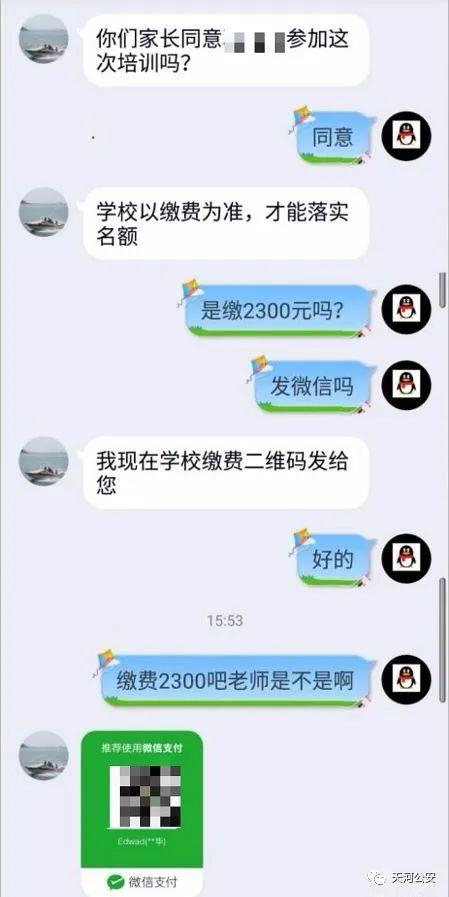 你们家长同意参加这
次培训吗？
同意
学校以缴费为准，才能落实
名额
是缴2300元吗？
发微信吗
我现在学校缴费二维码发给
您
好的
15:53
缴费2300吧老师是不是啊
推荐使用微信支付
Edwad(**华)
微信支付
天河公安